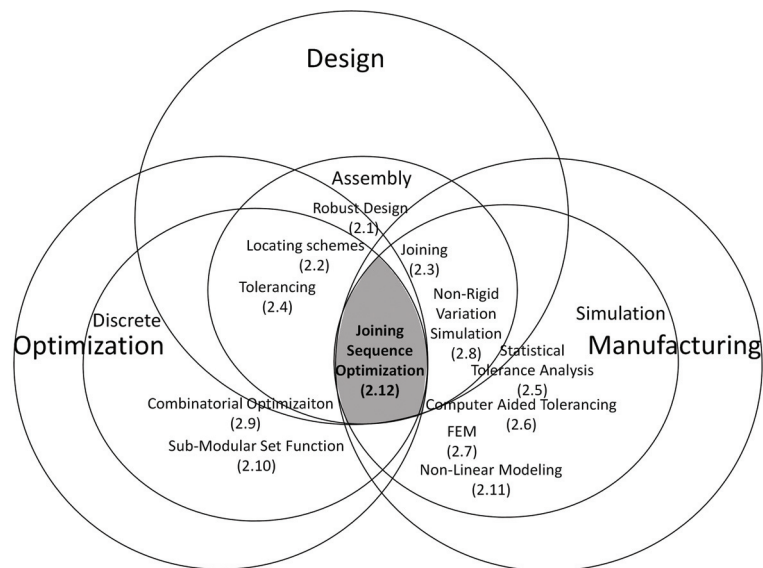 Design
Assembly
Robust Design
(2.1)
Locating schemes
(2.2)
Joining
(2.3)
Tolerancing
(2.4)
Non-Rigid
Variation
Simulation
(2.8)
Discrete
Optimization
Joining
Sequence
Optimization
(2.12)
Simulation
Manufacturing
Statistical
Tolerance Analysis
(2.5)
Computer Aided Tolerancing
(2.6)
Combinatorial Optimizaiton
(2.9)
Sub-Modular Set Function
(2.10)
FEM
(2.7)
Non-Linear Modeling
(2.11)